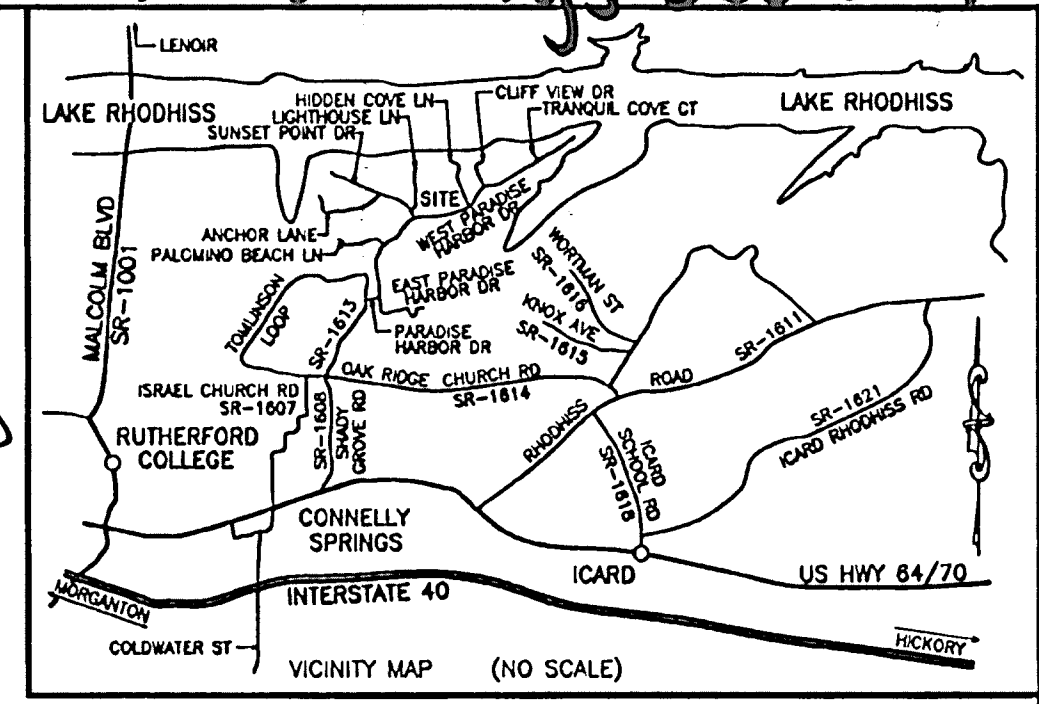 LENOIR
LAKE RHODHISS
LAKE RHODHISS
HIDDEN COVE LN
LIGHTHOUSE LN
SUNSET POINT DR
CLIFF VIEW DR
TRANQUIL COVE CT
SITE
WEST PARADISE
HARBOR DR
ANCHOR LANE
PALOMINO BEACH LN
EAST PARADISE
HARBOR DR
PARADISE
HARBOR DR
MALCOLM BLVD
SR-1001
TOMLINSON
LOOP
SR-1613
WORTMAN ST
SR-1616
KNOX AVE
SR-1615
SR-1611
ROAD
RHODHISS
OAK RIDGE CHURCH RD
SR-1614
ISRAEL CHURCH RD
SR-1607
SR-1608
SHADY
GROVE RD
RUTHERFORD
COLLEGE
ICARD
SCHOOL RD
SR-1618
SR-1621
ICARD RHODHISS RD
CONNELLY
SPRINGS
ICARD
US HWY 64/70
INTERSTATE 40
MORGANTON
HICKORY
COLDWATER ST
VICINITY MAP (NO SCALE)